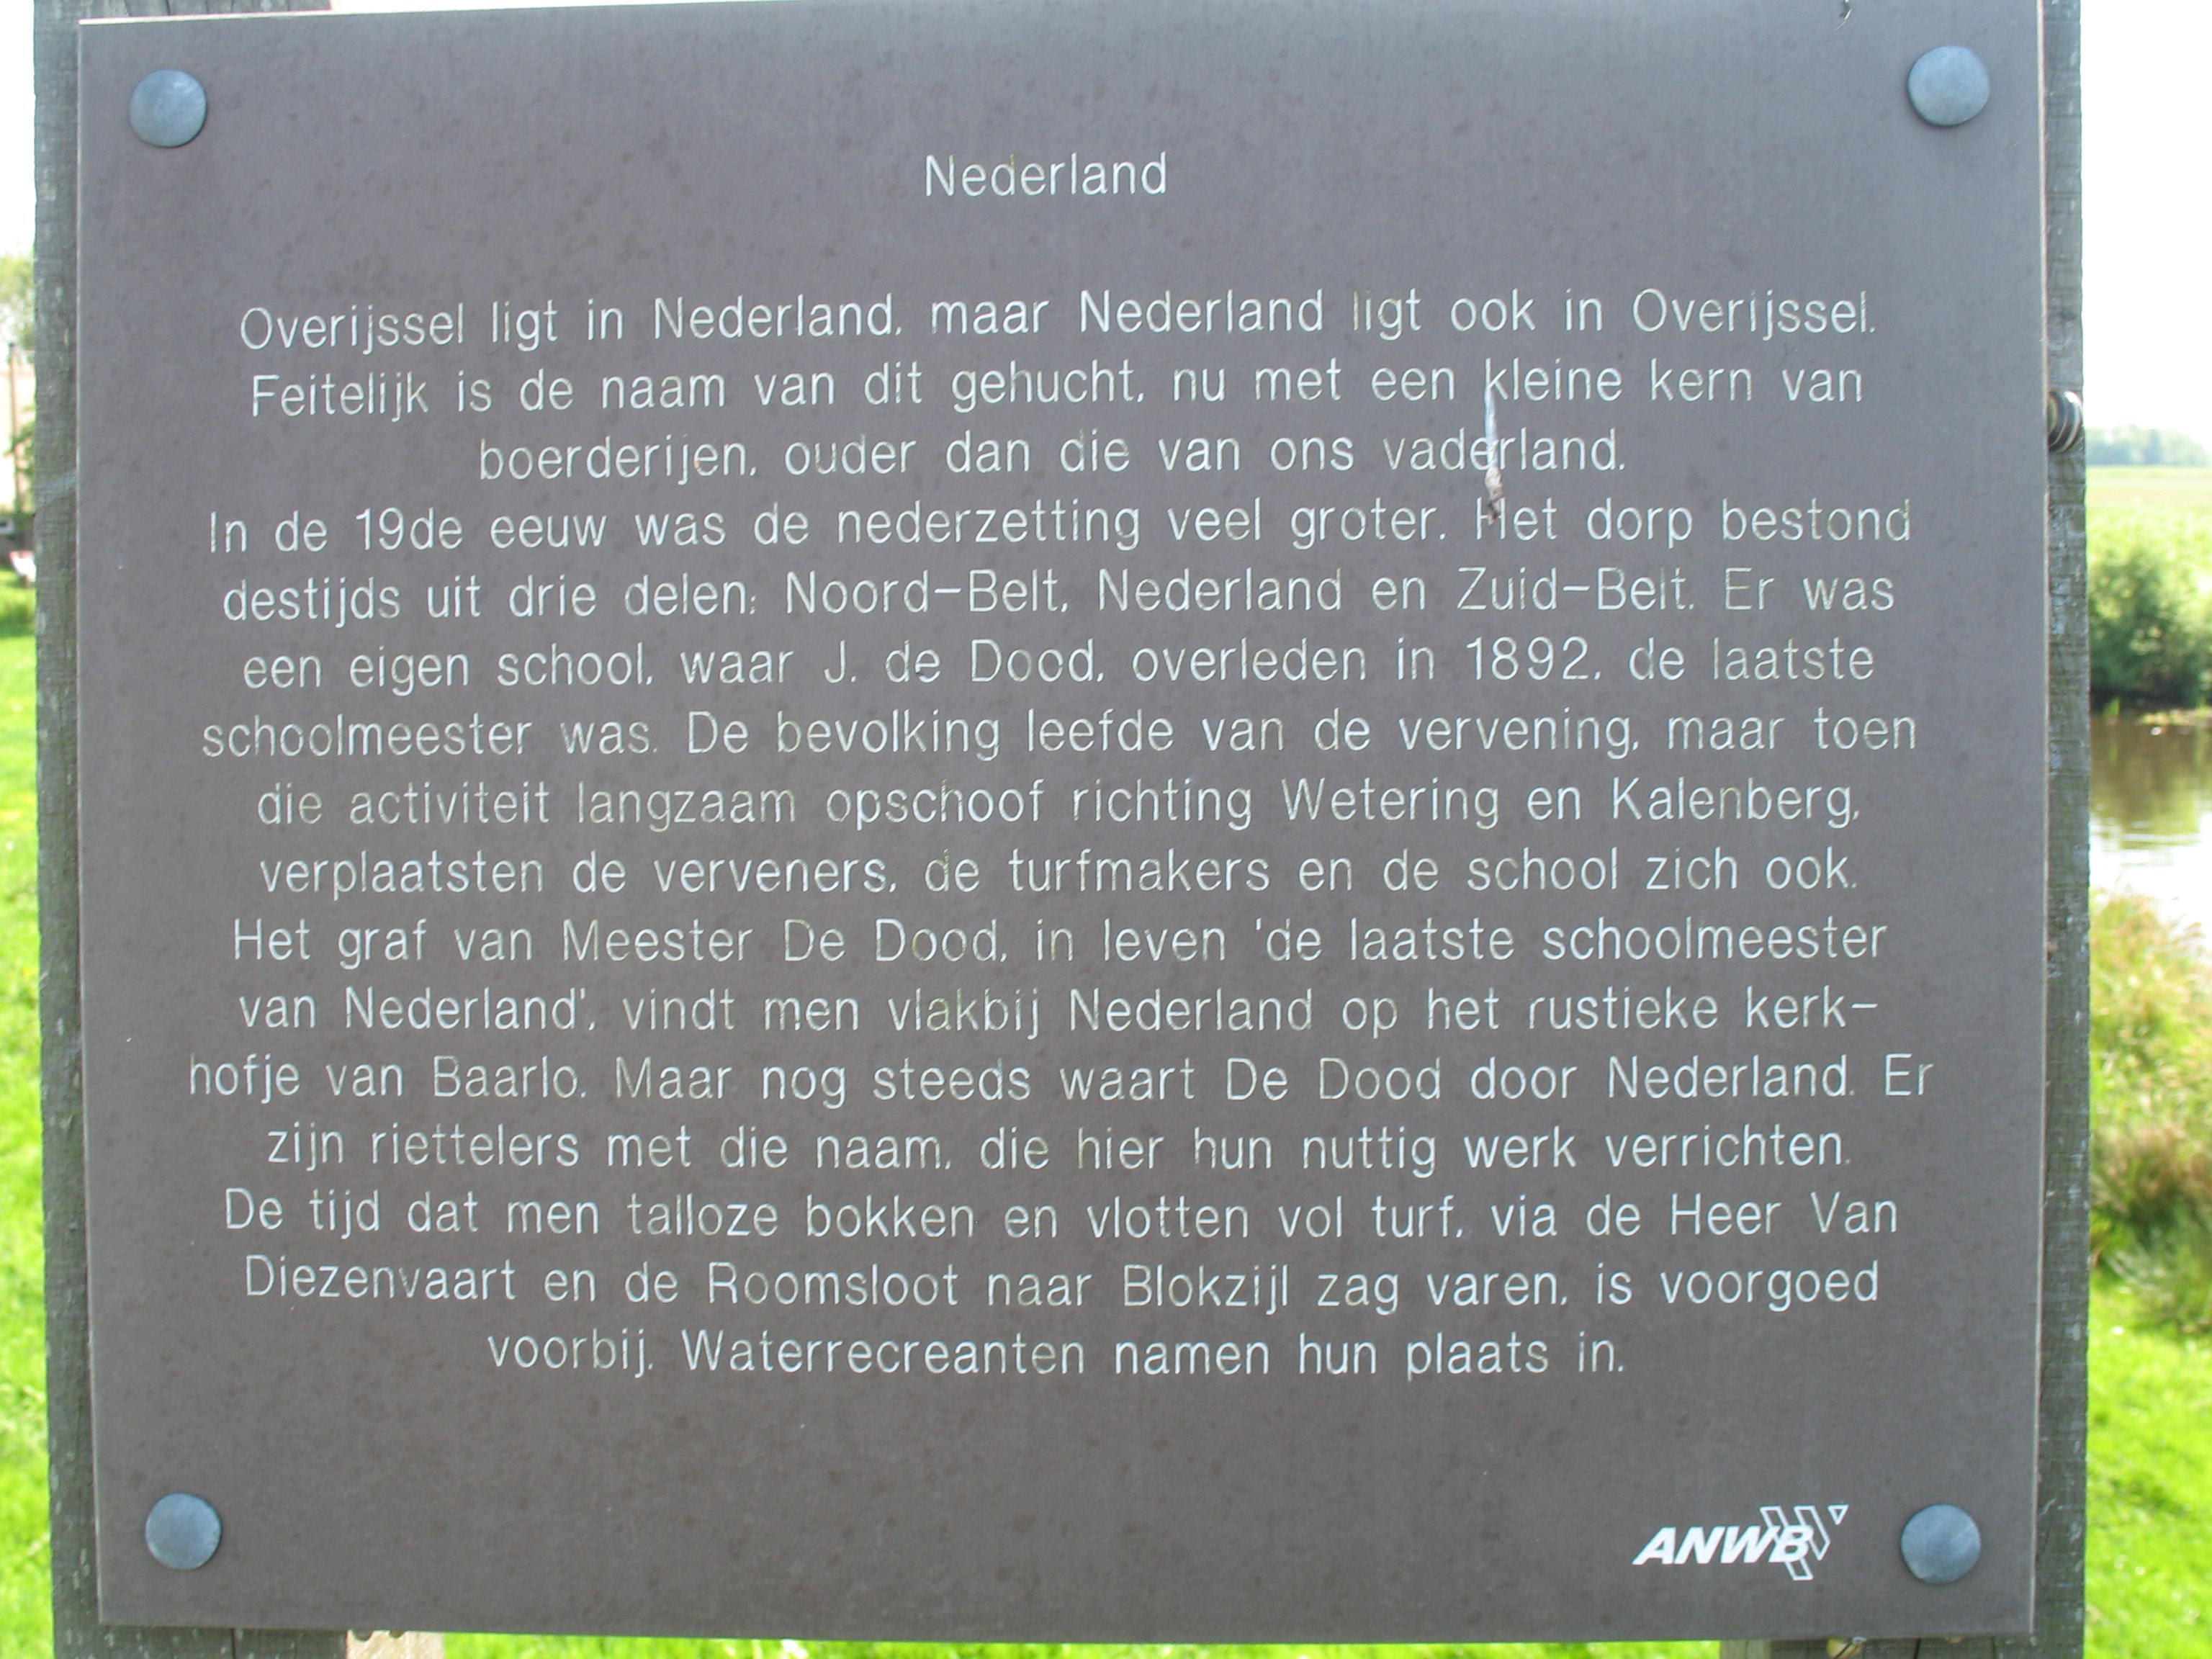 Nederland
Overijssel ligt in Nederland, maar Nederland ligt ook in Overijssel.
Feitelijk is de naam van dit gehucht, nu met een kleine kern van
boerderijen, ouder dan die van ons vaderland.
In de 19de eeuw was de nederzetting veel groter. Het dorp bestond
destijds uit drie delen: Noord-Belt, Nederland en Zuid-Belt. Er was
een eigen school, waar J. de Dood, overleden in 1892, de laatste
schoolmeester was. De bevolking leefde van de vervening, maar toen
die activiteit langzaam opschoof richting Wetering en Kalenberg,
verplaatsten de verveners, de turfmakers en de school zich ook.
Het graf van Meester De Dood, in leven 'de laatste schoolmeester
van Nederland', vindt men vlakbij Nederland op het rustieke kerk-
hofje van Baarlo. Maar nog steeds waart De Dood door Nederland. Er
zijn riettelers met die naam, die hier hun nuttig werk verrichten.
De tijd dat men talloze bokken en vlotten vol turf, via de Heer Van
Diezenvaart en de Roomsloot naar Blokzijl zag varen, is voorgoed
voorbij. Waterrecreanten namen hun plaats in.
ANWB